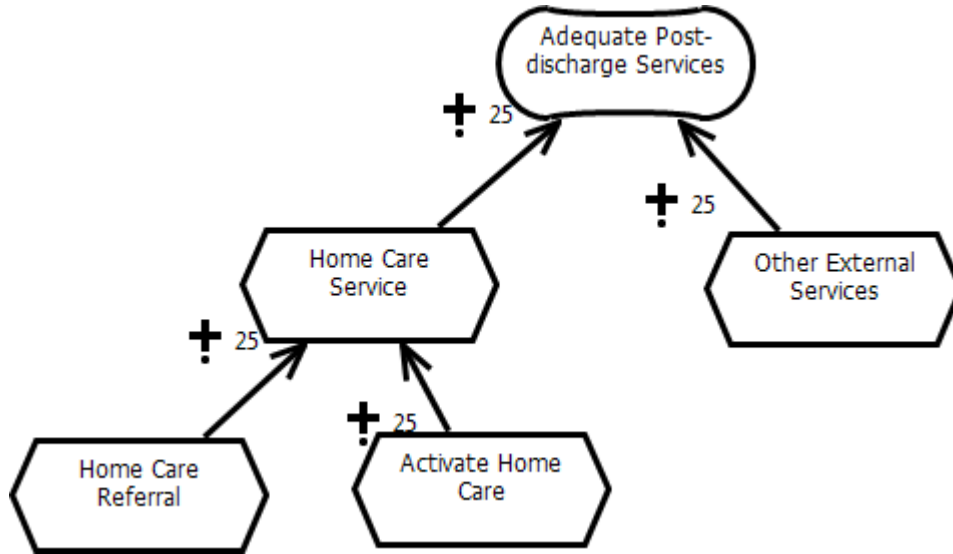 Adequate Post-
discharge Services
25
25
Home Care
Service
Other External
Services
25
25
Home Care
Referral
Activate Home
Care